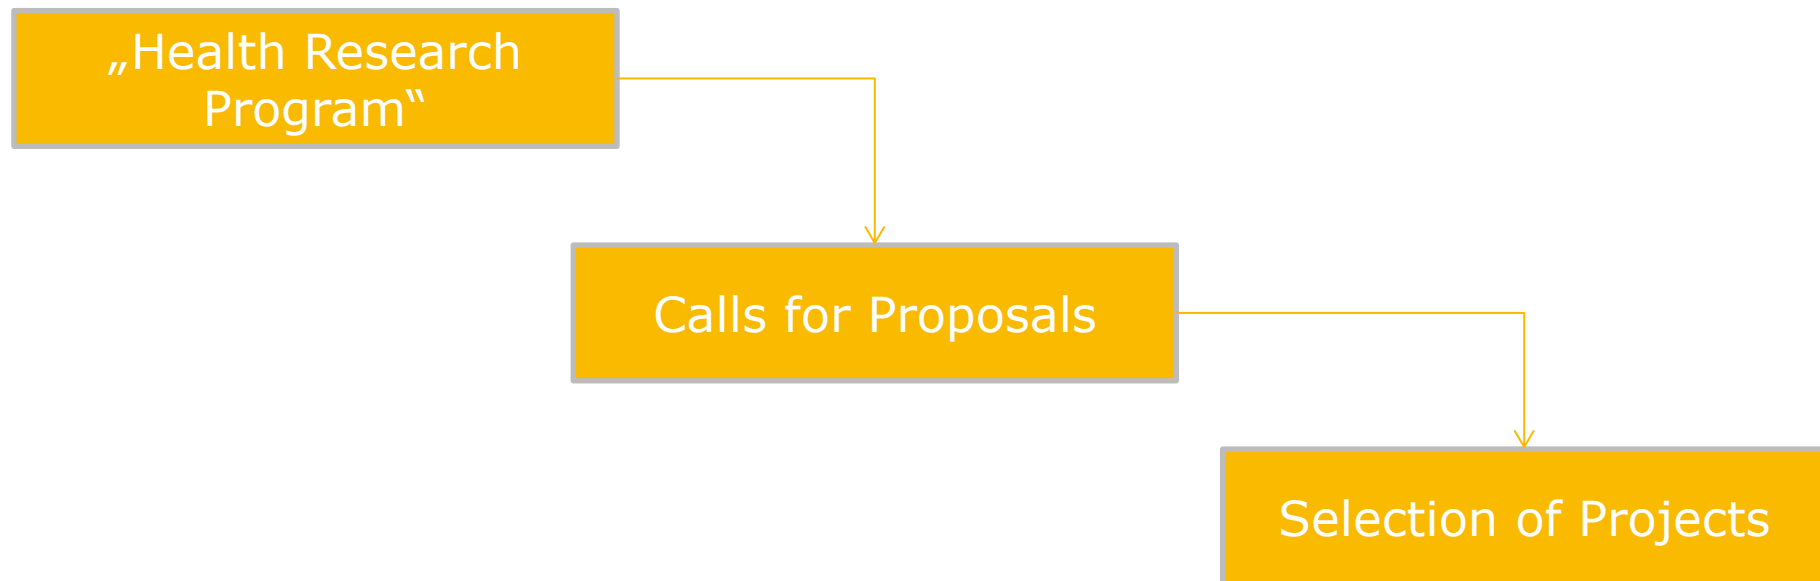 „Health Research
Program“
Calls for Proposals
Selection of Projects